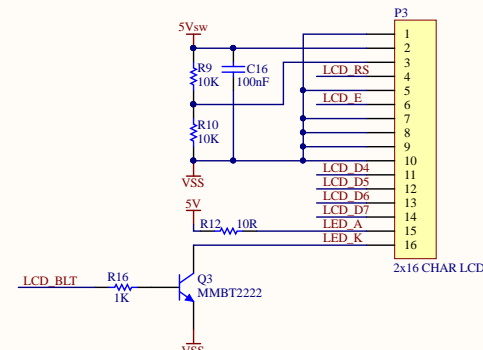 P3
5Vsw
1
2
3
R9
10K
C16
100nF
LCD_RS
4
5
LCD_E
6
7
R10
10K
8
9
10
VSS
LCD_D4
11
LCD_D5
12
LCD_D6
13
5V
LCD_D7
14
R12
10R
LED_A
15
LED_K
16
2x16 CHAR LCD
LCD_BLT
R16
1K
Q3
MMBT2222
VSS